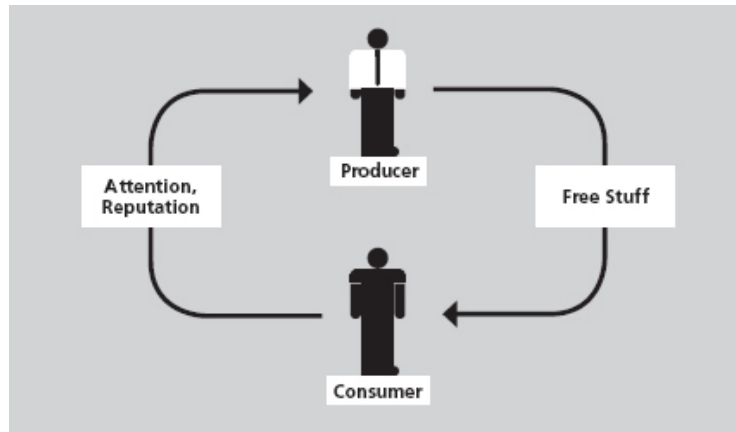 Producer
Attention,
Reputation
Free Stuff
Consumer